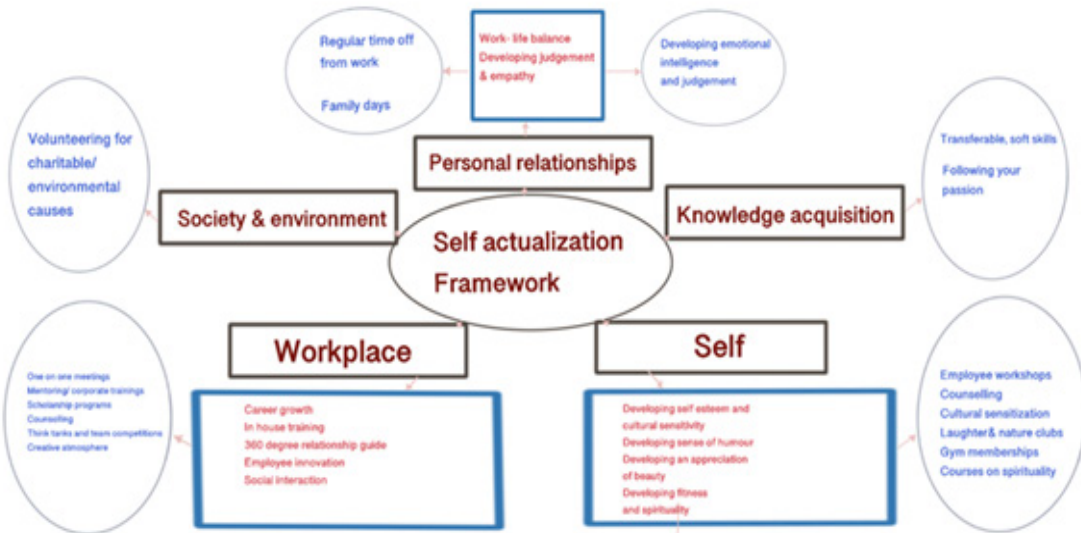 Regular time off
from work
Family days
Work- life balance
Developing judgement
& empathy
Developing emotional
intelligence
and judgement
Volunteering for
charitable/
environmental
causes
Personal relationships
Transferable, soft skills
Following your
passion
Society & environment
Knowledge acquisition
Self actualization
Framework
Workplace
Self
One on one meetings
Mentoring/ corporate trainings
Scholarship programs
Counselling
Think tanks and team competitions
Creative atmosphere
Career growth
In house training
360 degree relationship guide
Employee innovation
Social interaction
Developing self esteem and
cultural sensitivity
Developing sense of humour
Developing an appreciation
of beauty
Developing fitness
and spirituality
Employee workshops
Counselling
Cultural sensitization
Laughter& nature clubs
Gym memberships
Courses on spirituality